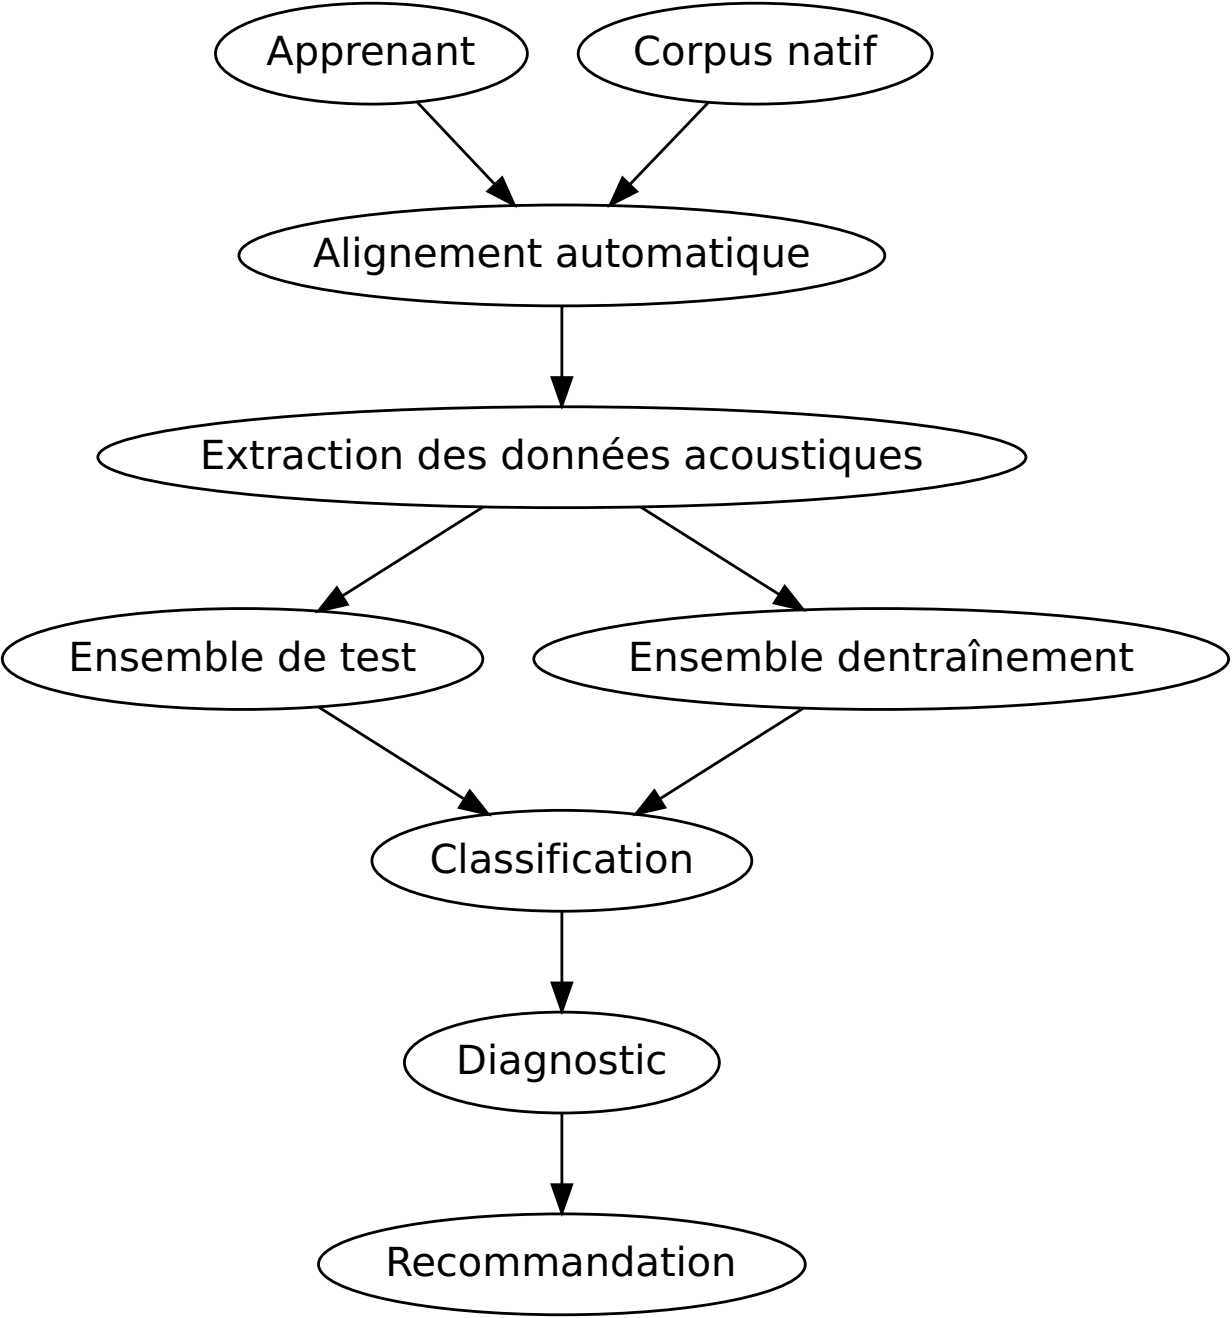 Apprenant
Corpus natif
Alignement automatique
Extraction des données acoustiques
Ensemble de test
Ensemble dentraînement
Classification
Diagnostic
Recommandation